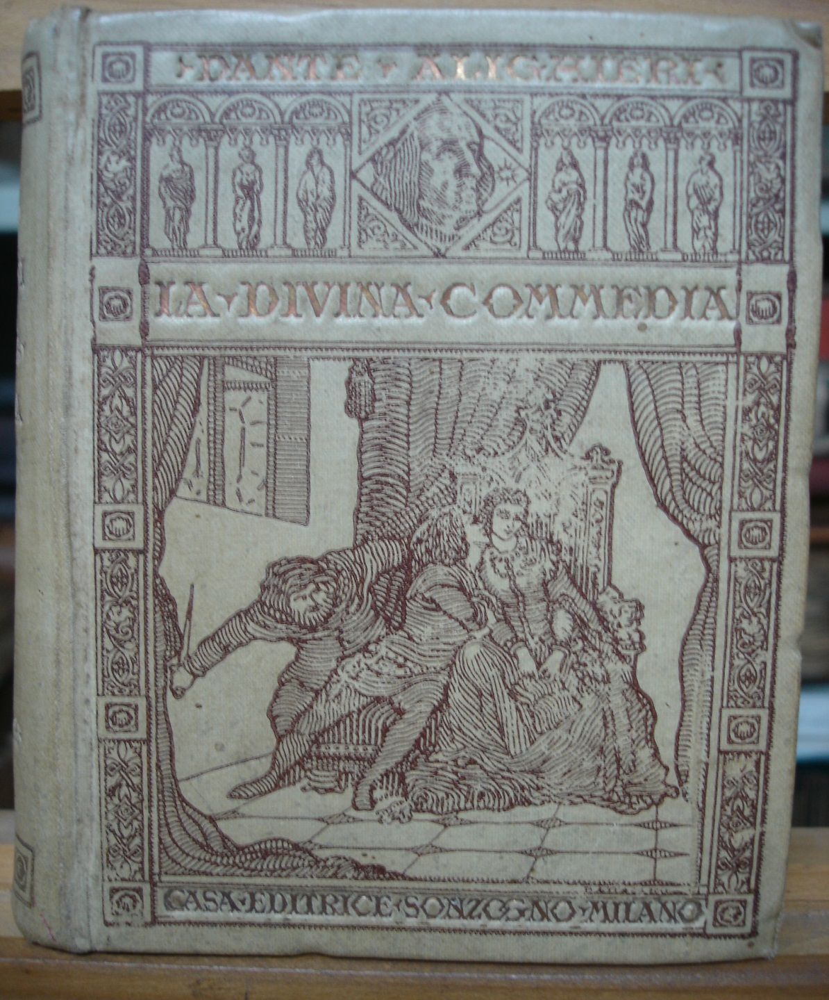 DANTE ALIGHIERI
LA DIVINA COMMEDIA
CASA EDITRICE SONZOGNO MILANO